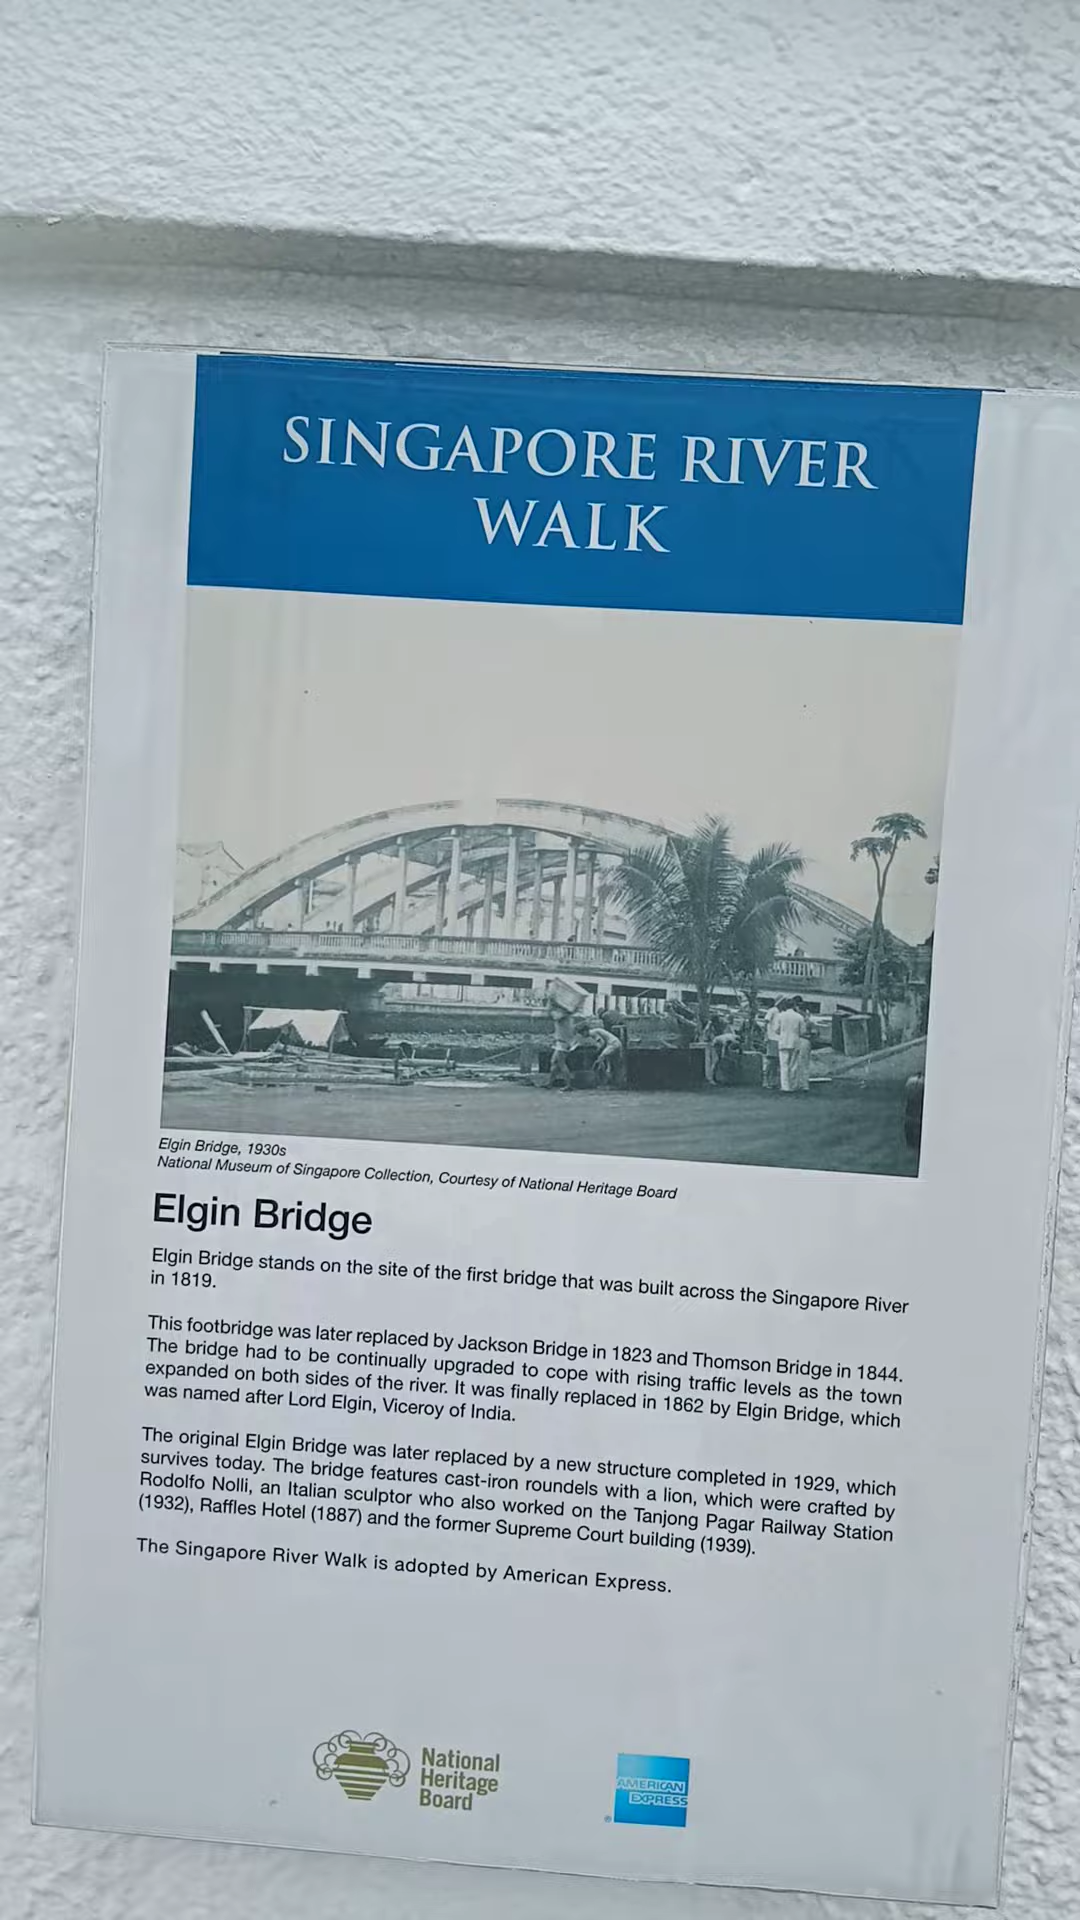 SINGAPORE RIVER
WALK
Elgin Bridge, 1930s
National Museum of Singapore Collection, Courtesy of National Heritage Board
Elgin Bridge
Elgin Bridge stands on the site of the first bridge that was built across the Singapore River
in 1819.
This footbridge was later replaced by Jackson Bridge in 1823 and Thomson Bridge in 1844.
The bridge had to be continually upgraded to cope with rising traffic levels as the town
expanded on both sides of the river. It was finally replaced in 1862 by Elgin Bridge, which
was named after Lord Elgin, Viceroy of India.
The original Elgin Bridge was later replaced by a new structure completed in 1929, which
survives today. The bridge features cast-iron roundels with a lion, which were crafted by
Rodolfo Nolli, an Italian sculptor who also worked on the Tanjong Pagar Railway Station
(1932), Raffles Hotel (1887) and the former Supreme Court building (1939).
The Singapore River Walk is adopted by American Express.
National
Heritage
Board
AMERICAN
EXPRESS
®